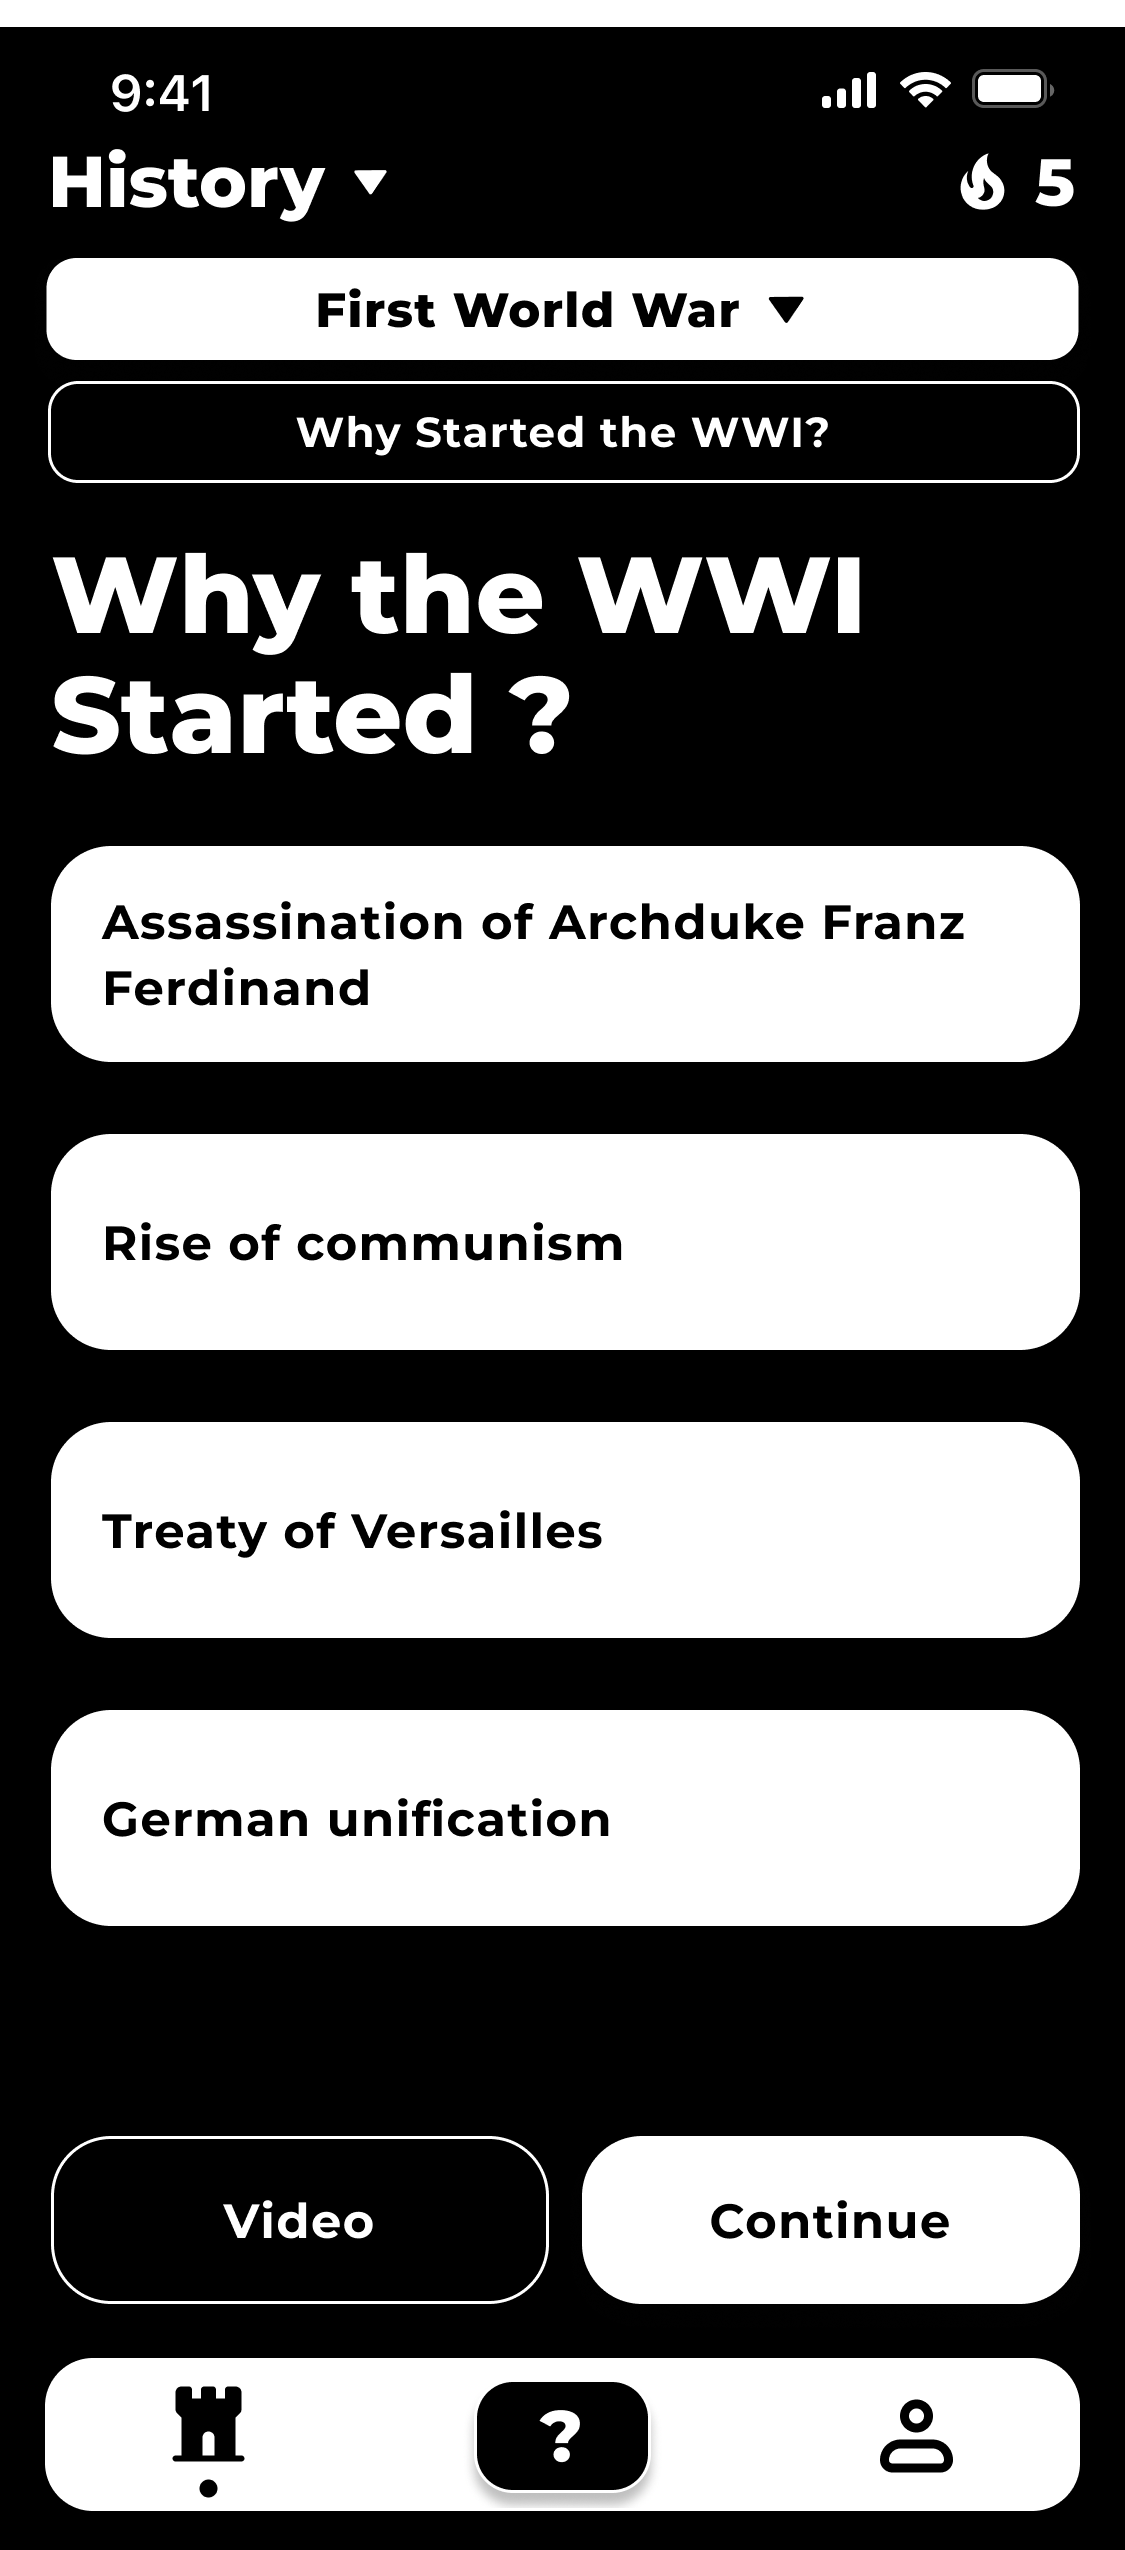 9:41
History
5
First World War
Why Started the WWI?
Why the WWI
Started ?
Assassination of Archduke Franz
Ferdinand
Rise of communism
Treaty of Versailles
German unification
Video
Continue
?